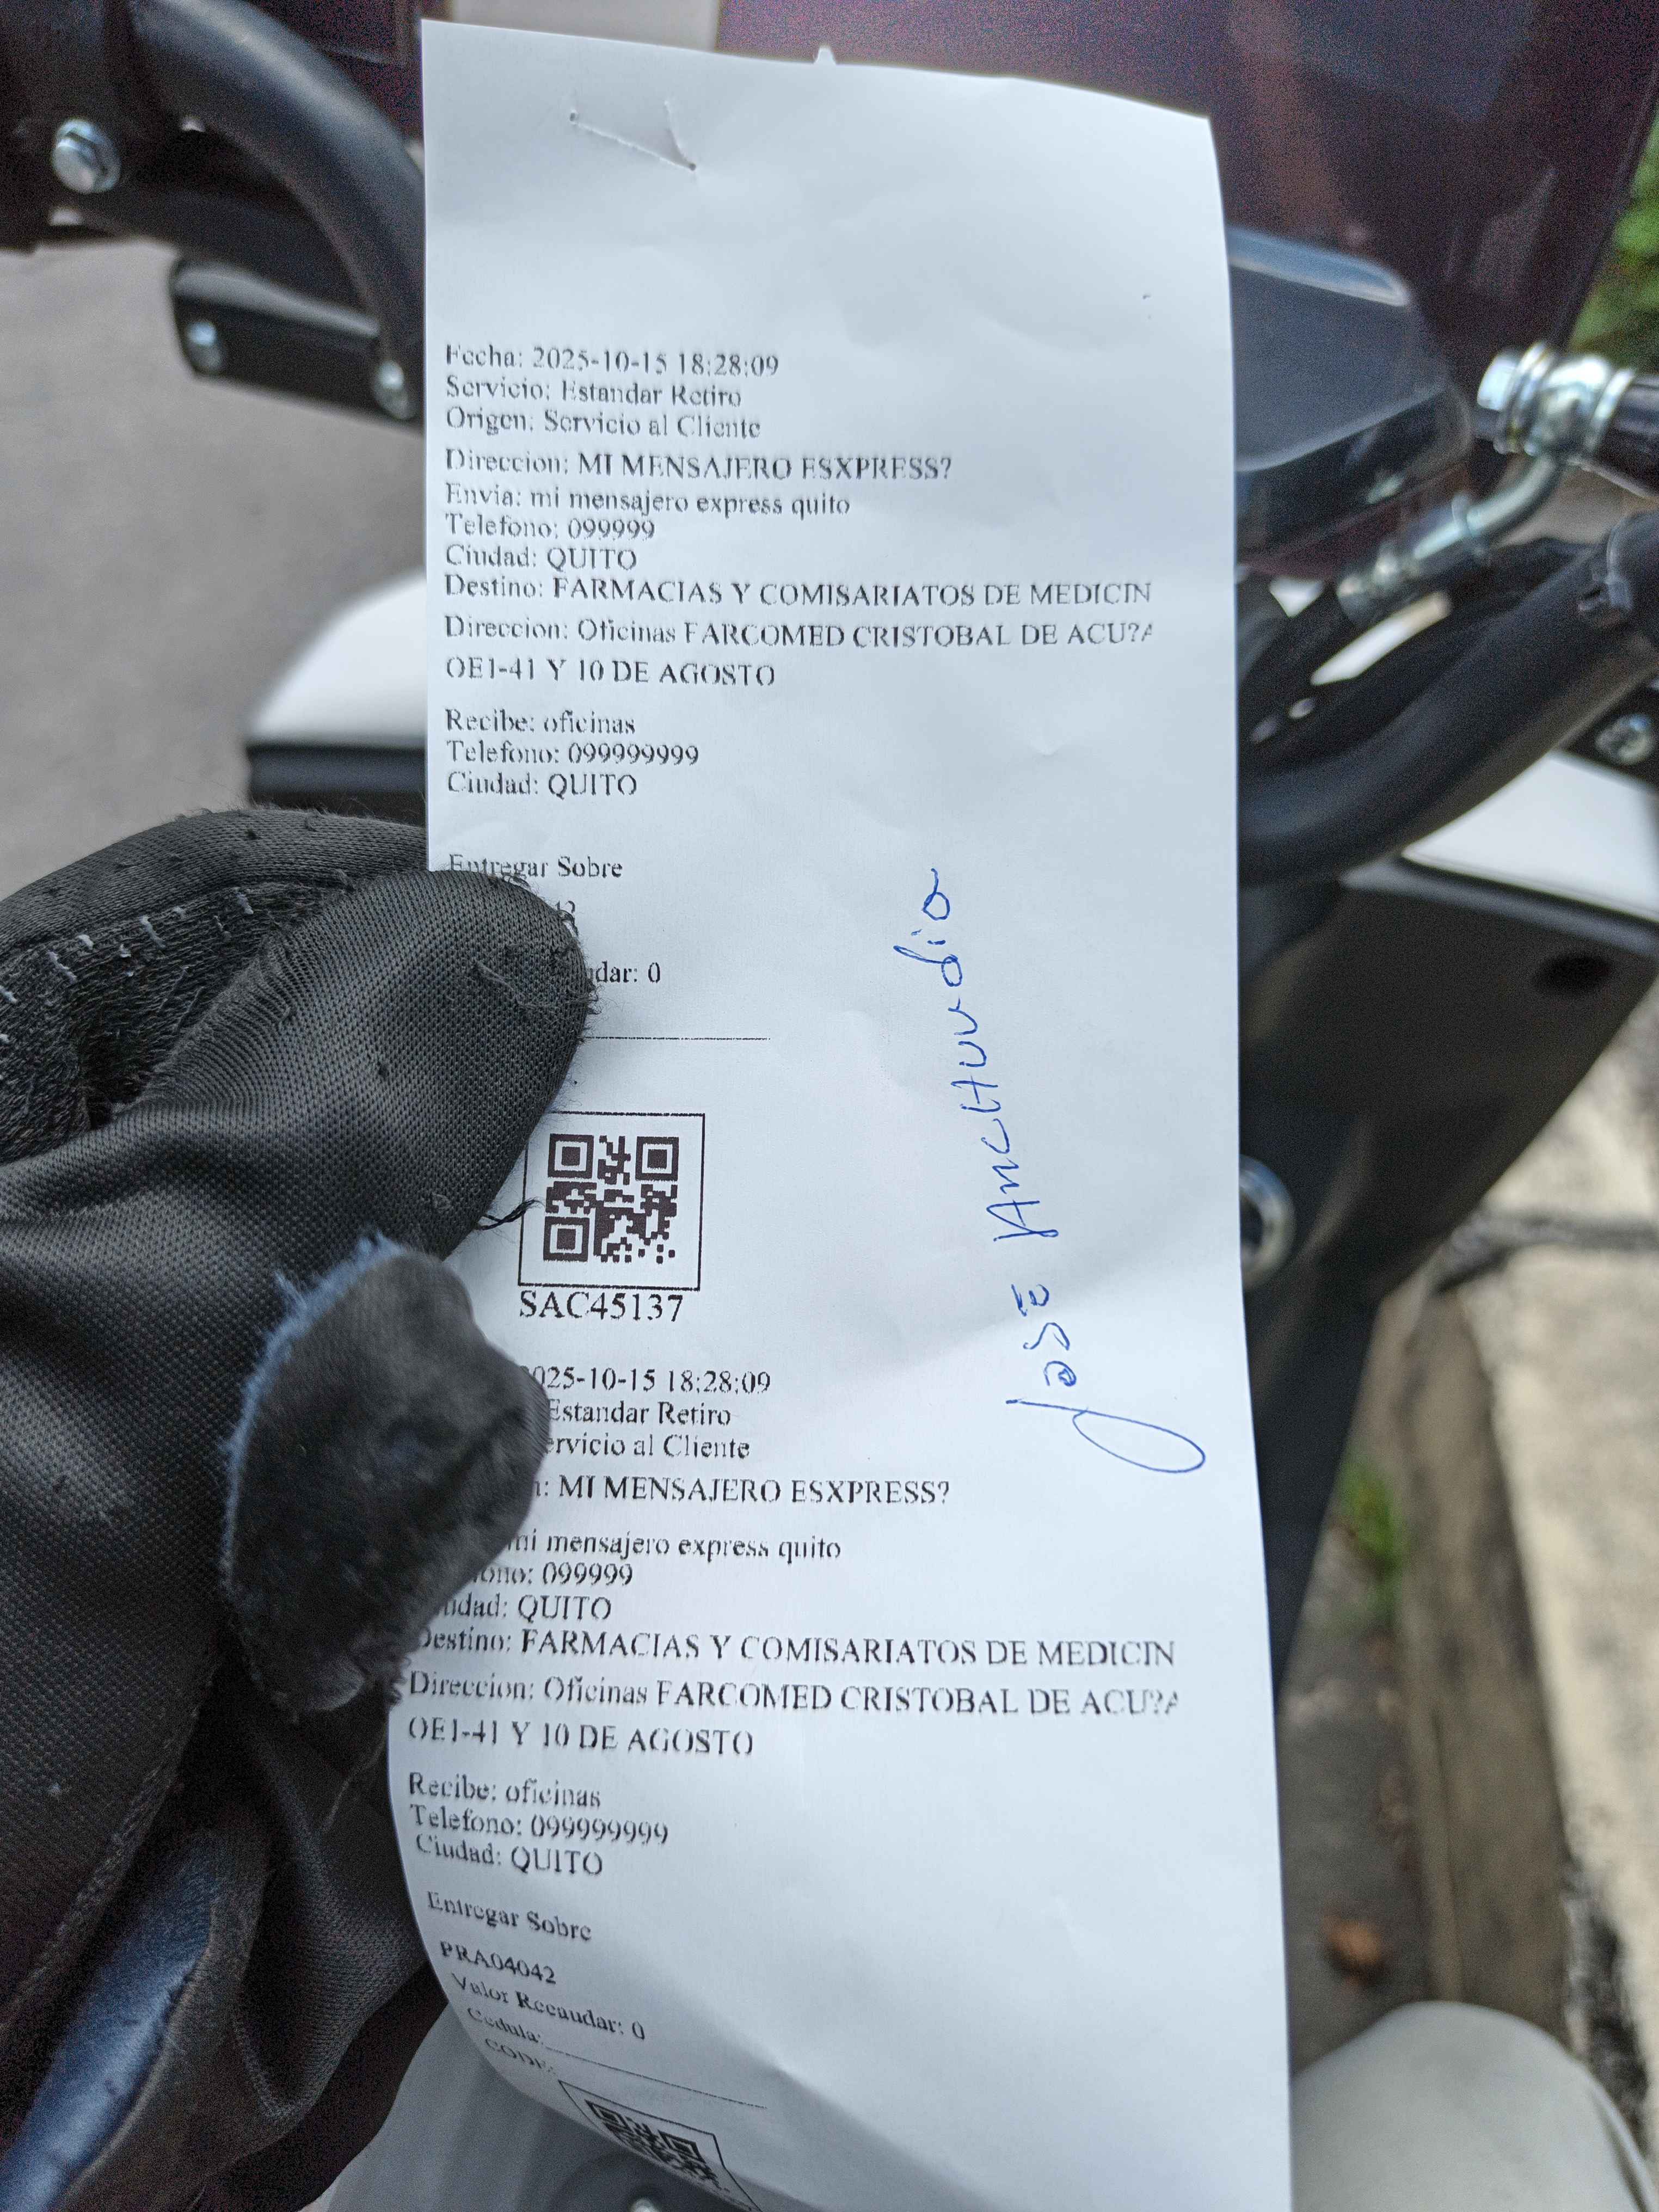 Fecha: 2025-10-15 18:28:09
Servicio: Estandar Retiro
Origen: Servicio al Cliente
Direccion: MI MENSAJERO ESXPRESS?
Envia: mi mensajero express quito
Telefono: 099999
Ciudad: QUITO
Destino: FARMACIAS Y COMISARIATOS DE MEDICIN
Direccion: Oficinas FARCOMED CRISTOBAL DE ACU?A
OE1-41 Y 10 DE AGOSTO
Recibe: oficinas
Telefono: 099999999
Ciudad: QUITO
Entregar Sobre
42
udar: 0
José Anchundio
SAC45137
025-10-15 18:28:09
Estandar Retiro
ervicio al Cliente
n: MI MENSAJERO ESXPRESS?
mi mensajero express quito
ono: 099999
udad: QUITO
Destino: FARMACIAS Y COMISARIATOS DE MEDICIN
Direccion: Oficinas FARCOMED CRISTOBAL DE ACU?A
OE1-41 Y 10 DE AGOSTO
Recibe: oficinas
Telefono: 099999999
Ciudad: QUITO
Entregar Sobre
PRA04042
Valor Recaudar: 0
Cedula:
CODE: